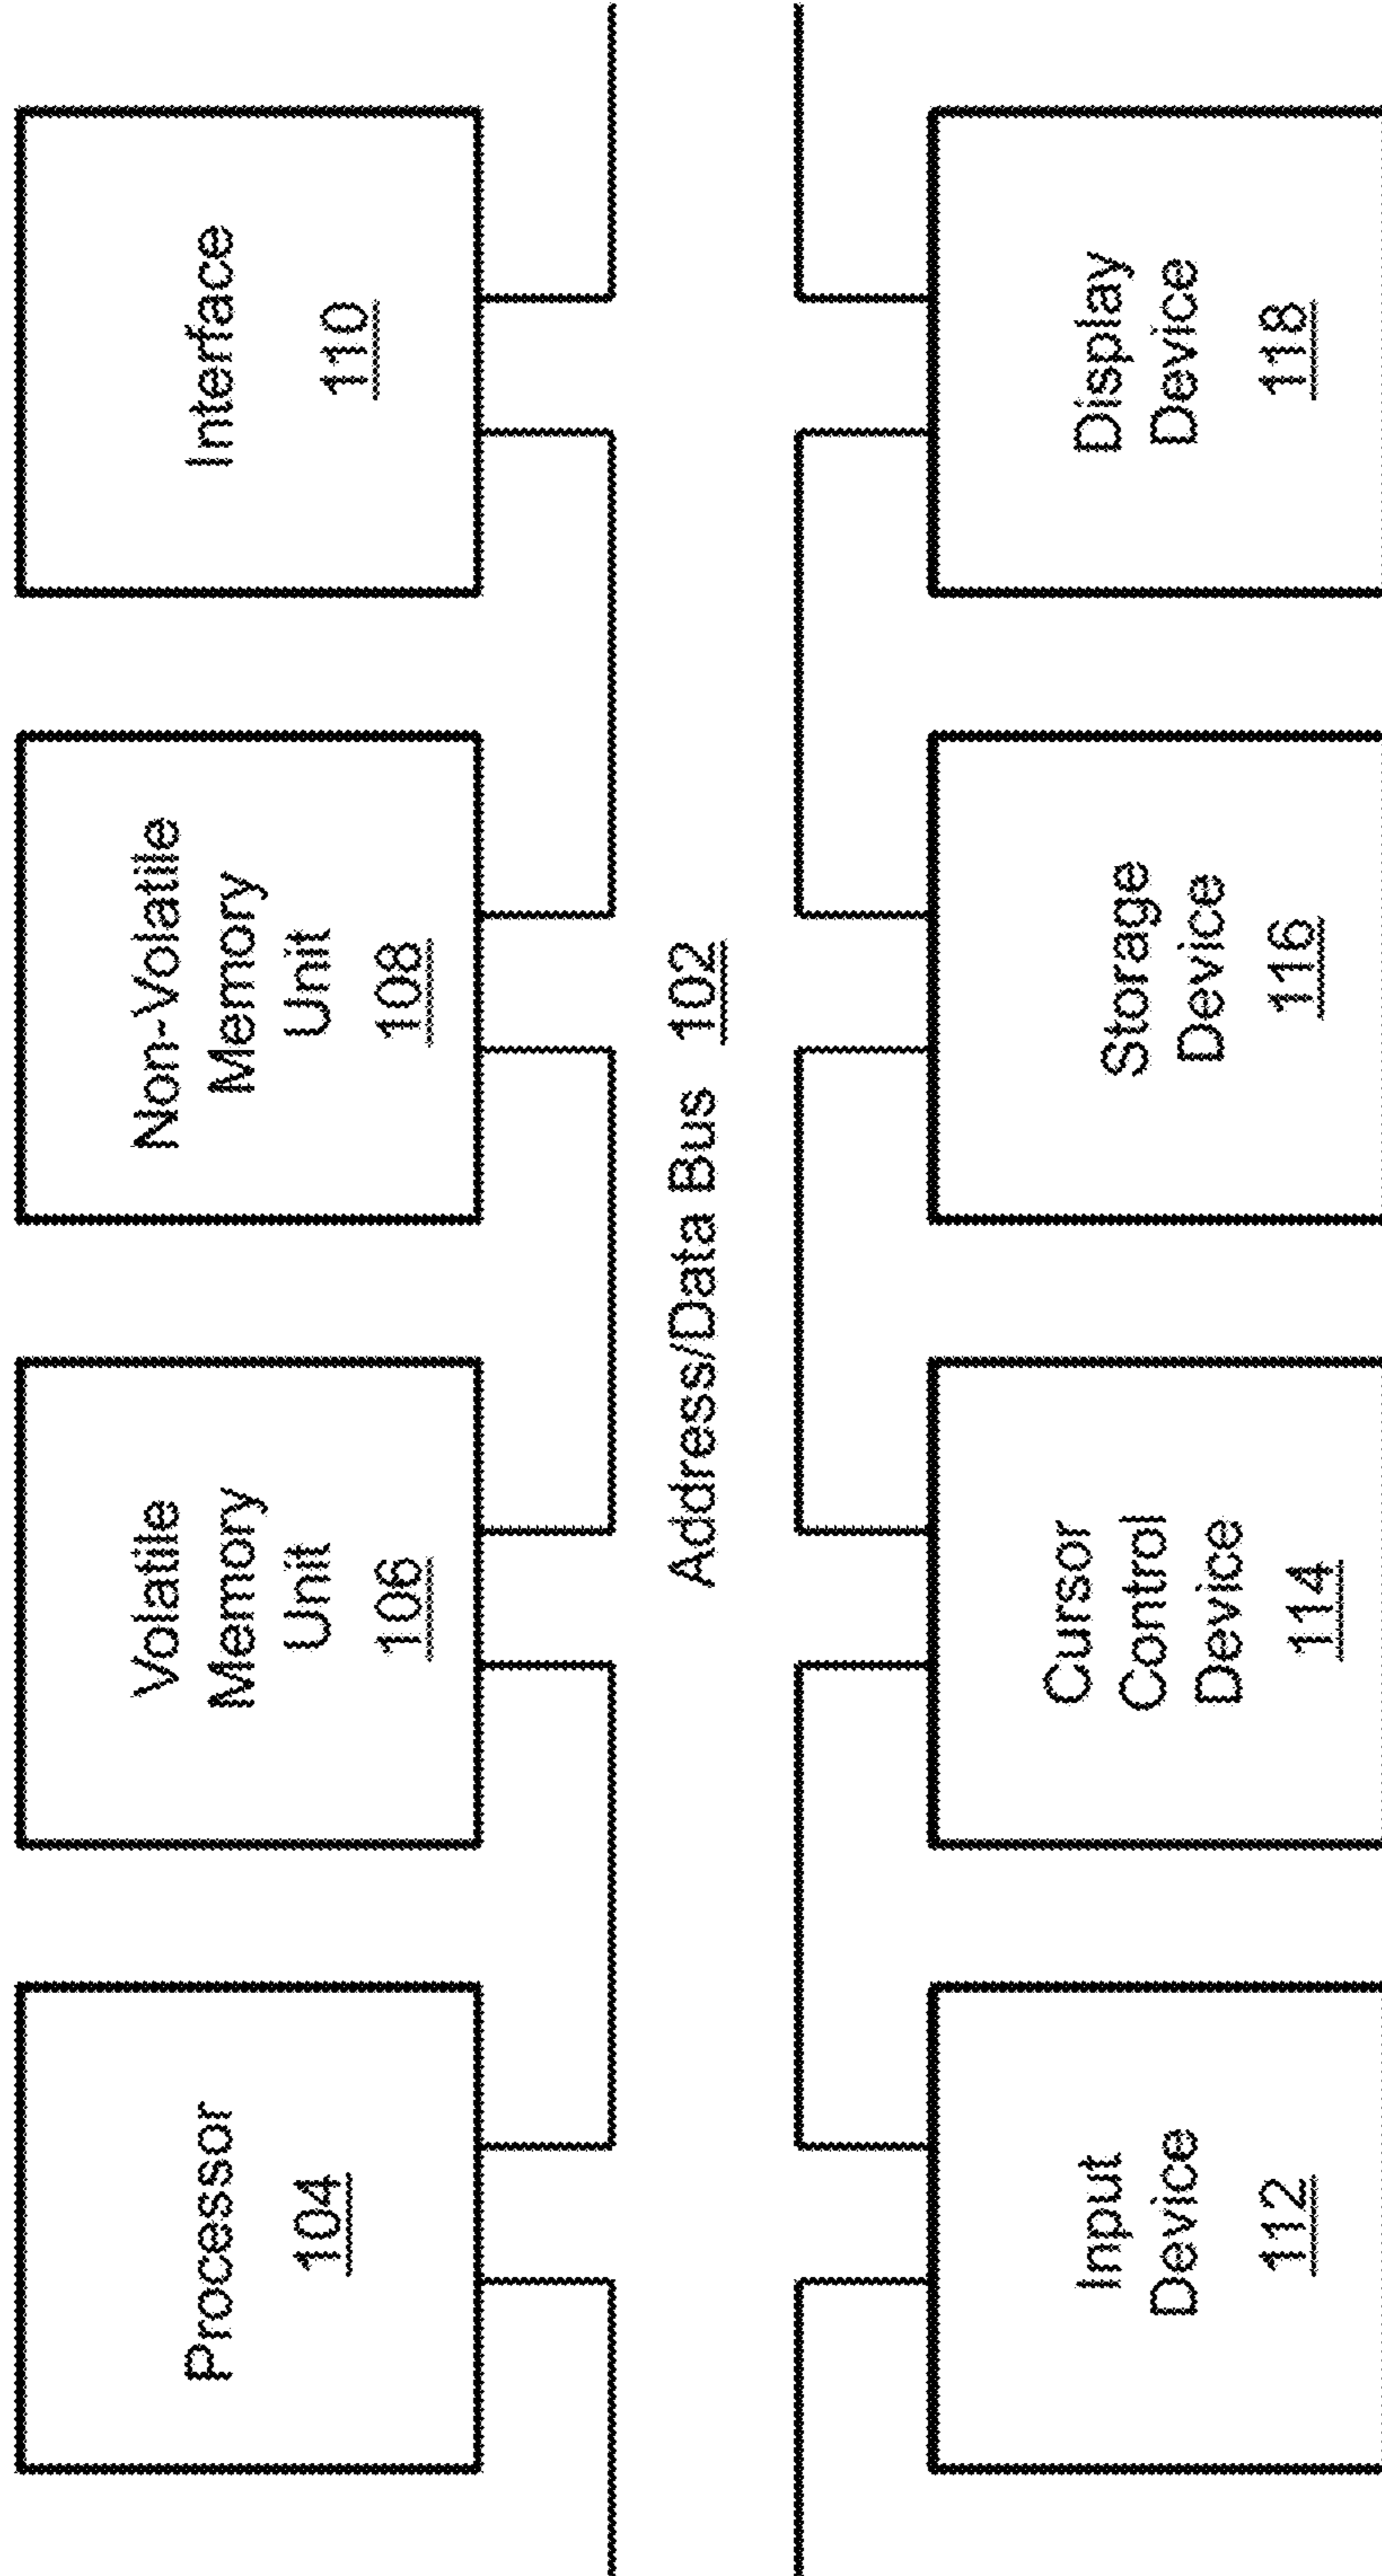 Processor
104
Volatile
Memory
Unit
106
Non-Volatile
Memory
Unit
108
Interface
110
Address/Data Bus 102
Input
Device
112
Cursor
Control
Device
114
Storage
Device
116
Display
Device
118